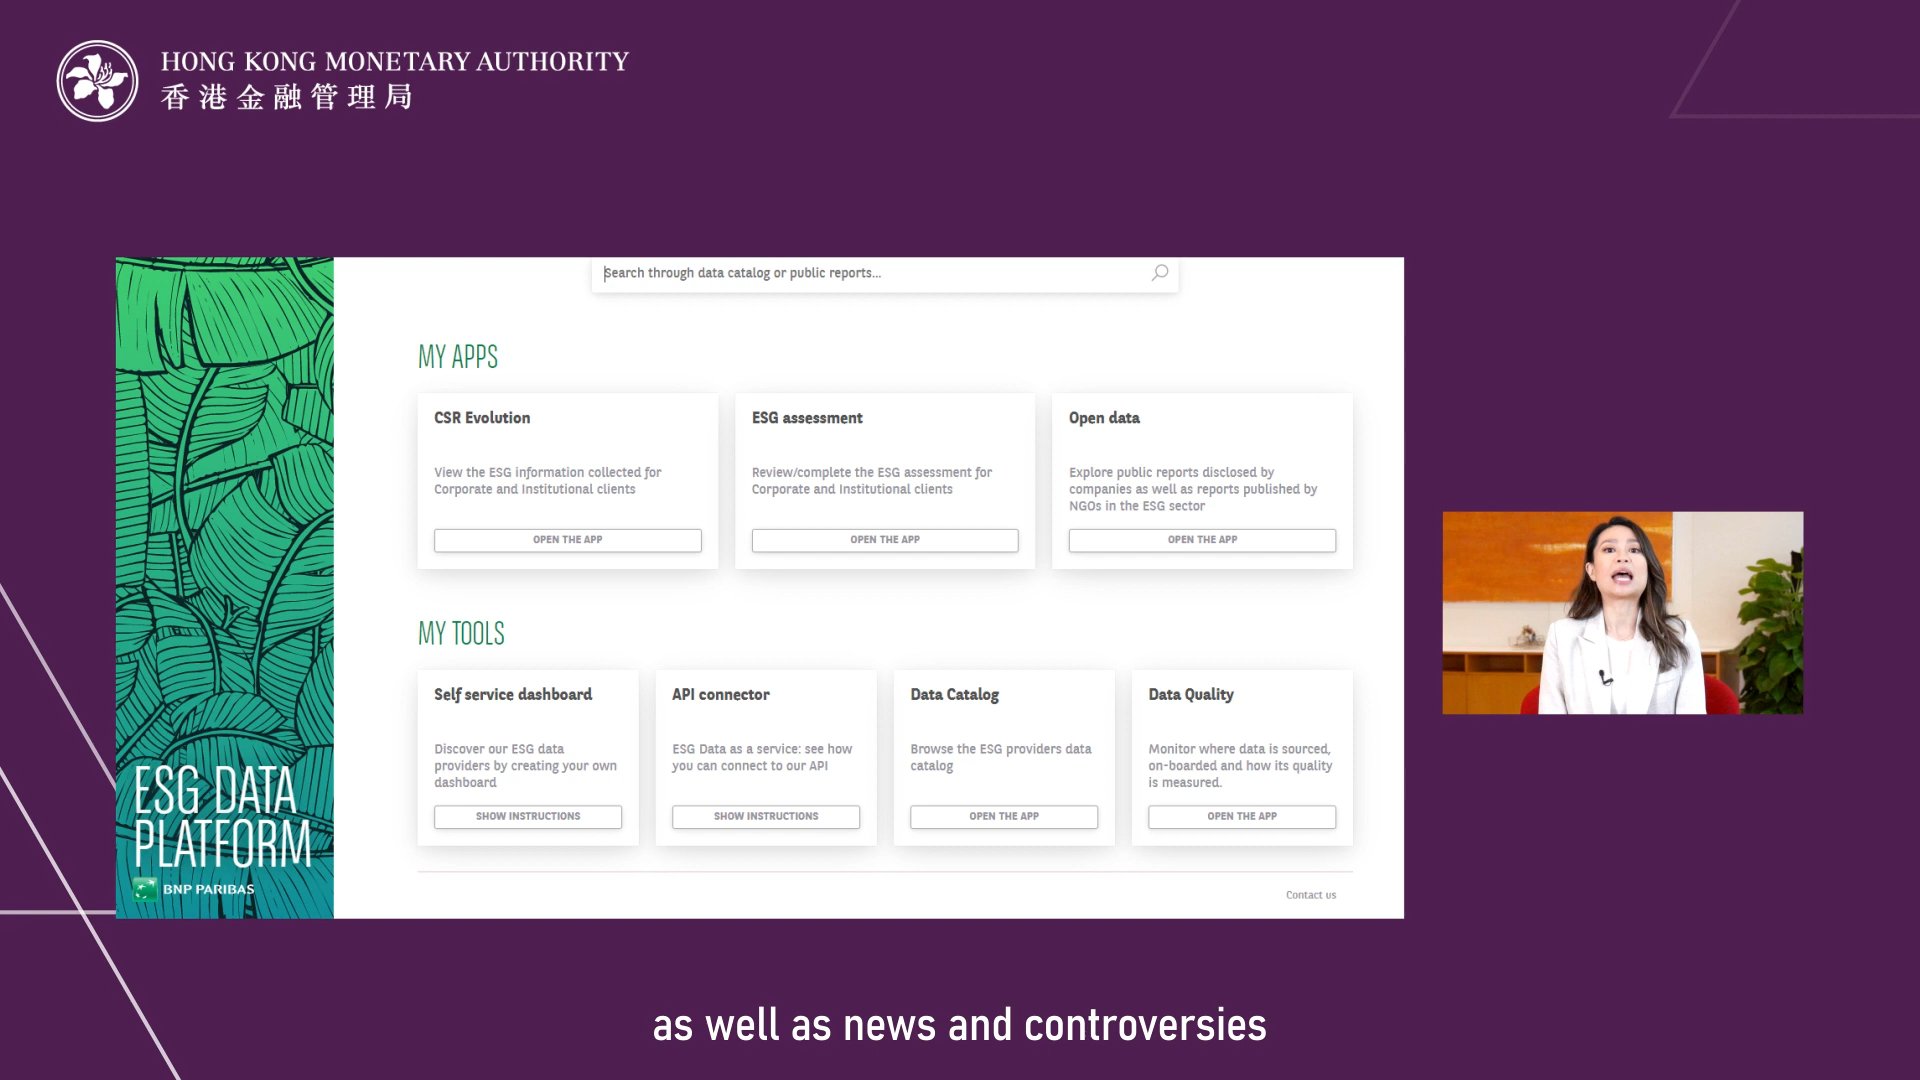 HONG KONG MONETARY AUTHORITY
香港金融管理局
Search through data catalog or public reports...
MY APPS
CSR Evolution
View the ESG information collected for
Corporate and Institutional clients
OPEN THE APP
ESG assessment
Review/complete the ESG assessment for
Corporate and Institutional clients
OPEN THE APP
Open data
Explore public reports disclosed by
companies as well as reports published by
NGOs in the ESG sector
OPEN THE APP
MY TOOLS
Self service dashboard
Discover our ESG data
providers by creating your own
dashboard
SHOW INSTRUCTIONS
API connector
ESG Data as a service: see how
you can connect to our API
SHOW INSTRUCTIONS
Data Catalog
Browse the ESG providers data
catalog
OPEN THE APP
Data Quality
Monitor where data is sourced,
on-boarded and how its quality
is measured.
OPEN THE APP
ESG DATA
PLATFORM
BNP PARIBAS
Contact us
as well as news and controversies